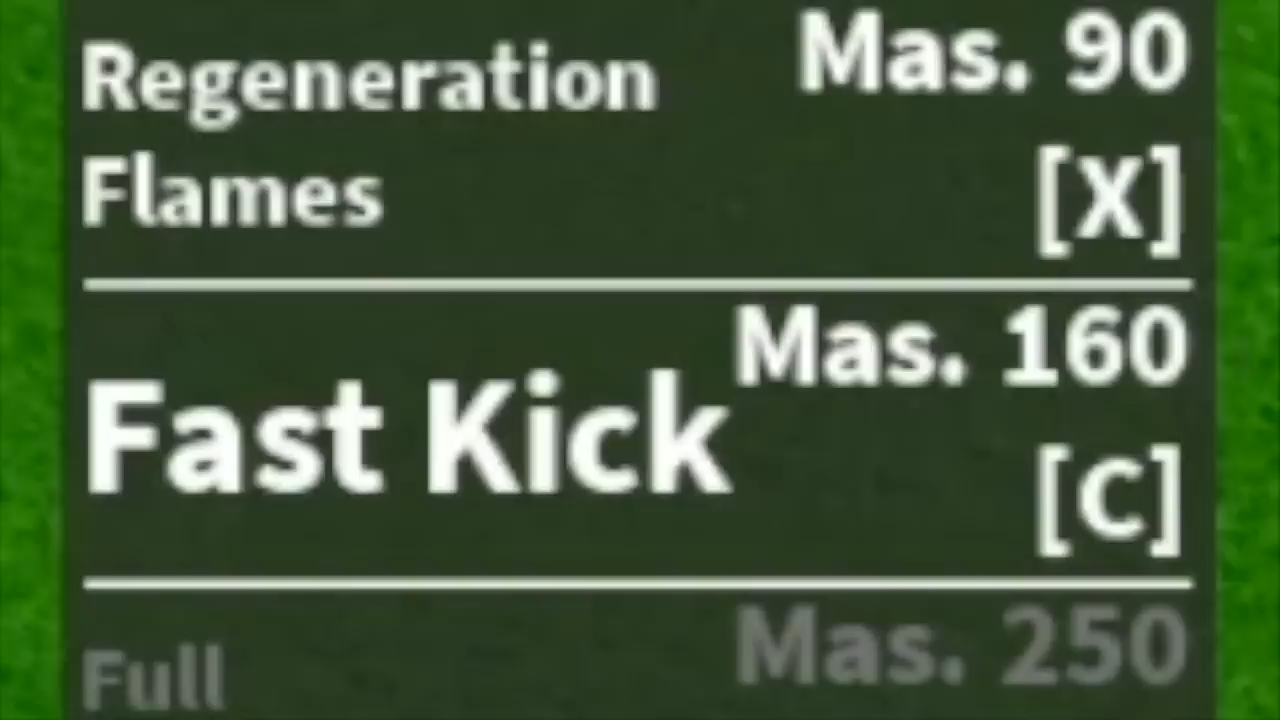 Regeneration Mas. 90
Flames [X]
Mas. 160
Fast Kick
[C]
Mas. 250
Full